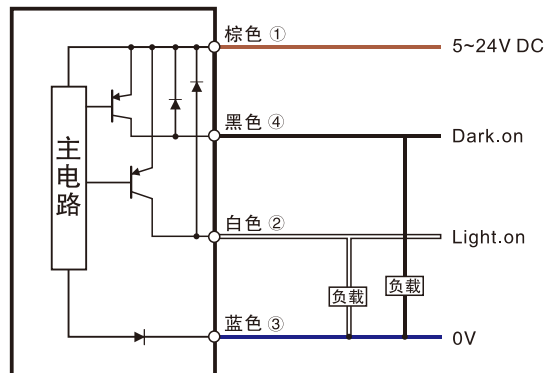 棕色 ① 5~24V DC
黑色 ④ Dark.on
主电路
白色 ② Light.on
负载 负载
蓝色 ③ 0V